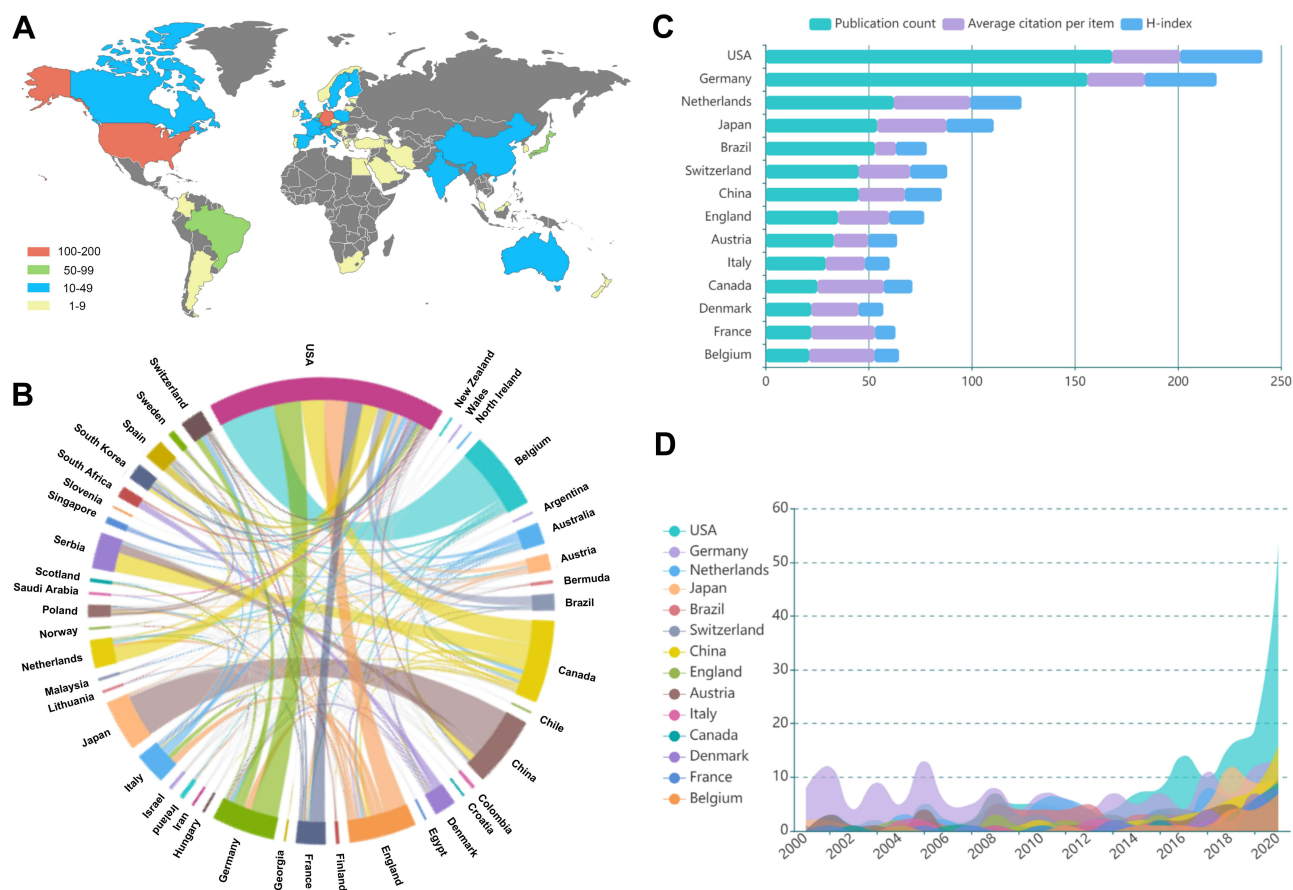 A
100-200
50-99
10-49
1-9
B
USA
New Zealand
Wales
North Ireland
Belgium
Argentina
Australia
Austria
Bermuda
Brazil
Canada
Chile
China
Colombia
Croatia
Denmark
Egypt
England
Finland
France
Georgia
Germany
Hungary
Iran
Ireland
Israel
Italy
Japan
Lithuania
Malaysia
Netherlands
Norway
Poland
Saudi Arabia
Scotland
Serbia
Singapore
Slovenia
South Africa
South Korea
Spain
Sweden
Switzerland
C
Publication count Average citation per item H-index
USA
Germany
Netherlands
Japan
Brazil
Switzerland
China
England
Austria
Italy
Canada
Denmark
France
Belgium
0 50 100 150 200 250
D
USA
Germany
Netherlands
Japan
Brazil
Switzerland
China
England
Austria
Italy
Canada
Denmark
France
Belgium
60
50
40
30
20
10
0
2000 2002 2004 2006 2008 2010 2012 2014 2016 2018 2020